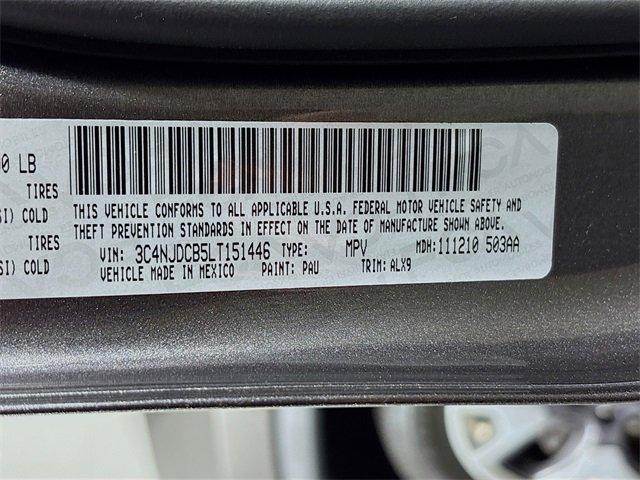 0 LB
TIRES
SI) COLD
TIRES
SI) COLD
THIS VEHICLE CONFORMS TO ALL APPLICABLE U.S.A. FEDERAL MOTOR VEHICLE SAFETY AND
THEFT PREVENTION STANDARDS IN EFFECT ON THE DATE OF MANUFACTURE SHOWN ABOVE.
VIN: 3C4NJDCB5LT151446 TYPE: MPV MDH: 111210 503AA
VEHICLE MADE IN MEXICO PAINT: PAU TRIM: ALX9